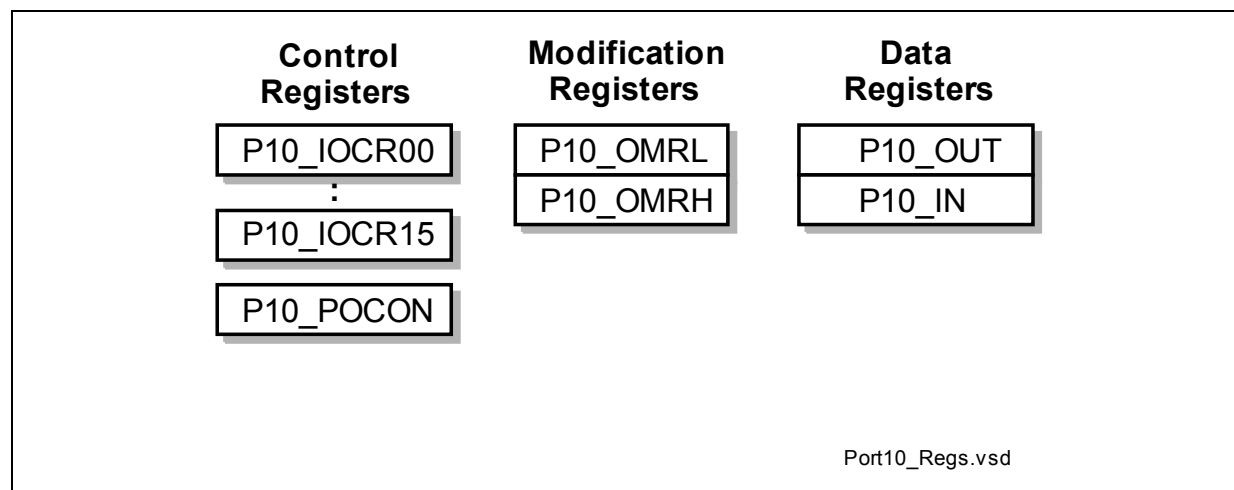 Control
Registers
P10_IOCR00
:
P10_IOCR15
P10_POCON
Modification
Registers
P10_OMRL
P10_OMRH
Data
Registers
P10_OUT
P10_IN
Port10_Regs.vsd